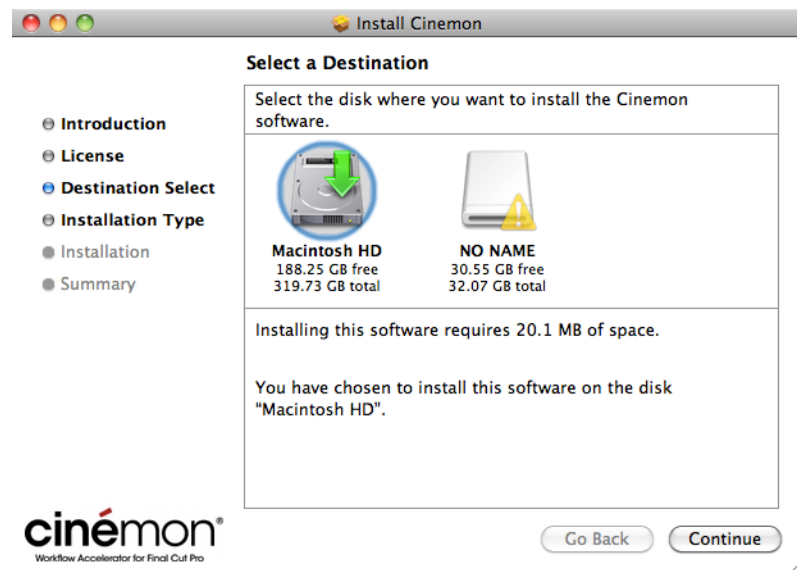 Install Cinemon
Select a Destination
Introduction
License
Destination Select
Installation Type
Installation
Summary
Select the disk where you want to install the Cinemon
software.
Macintosh HD
188.25 GB free
319.73 GB total
NO NAME
30.55 GB free
32.07 GB total
Installing this software requires 20.1 MB of space.
You have chosen to install this software on the disk
“Macintosh HD”.
cinémon®
Workflow Accelerator for Final Cut Pro
Go Back
Continue